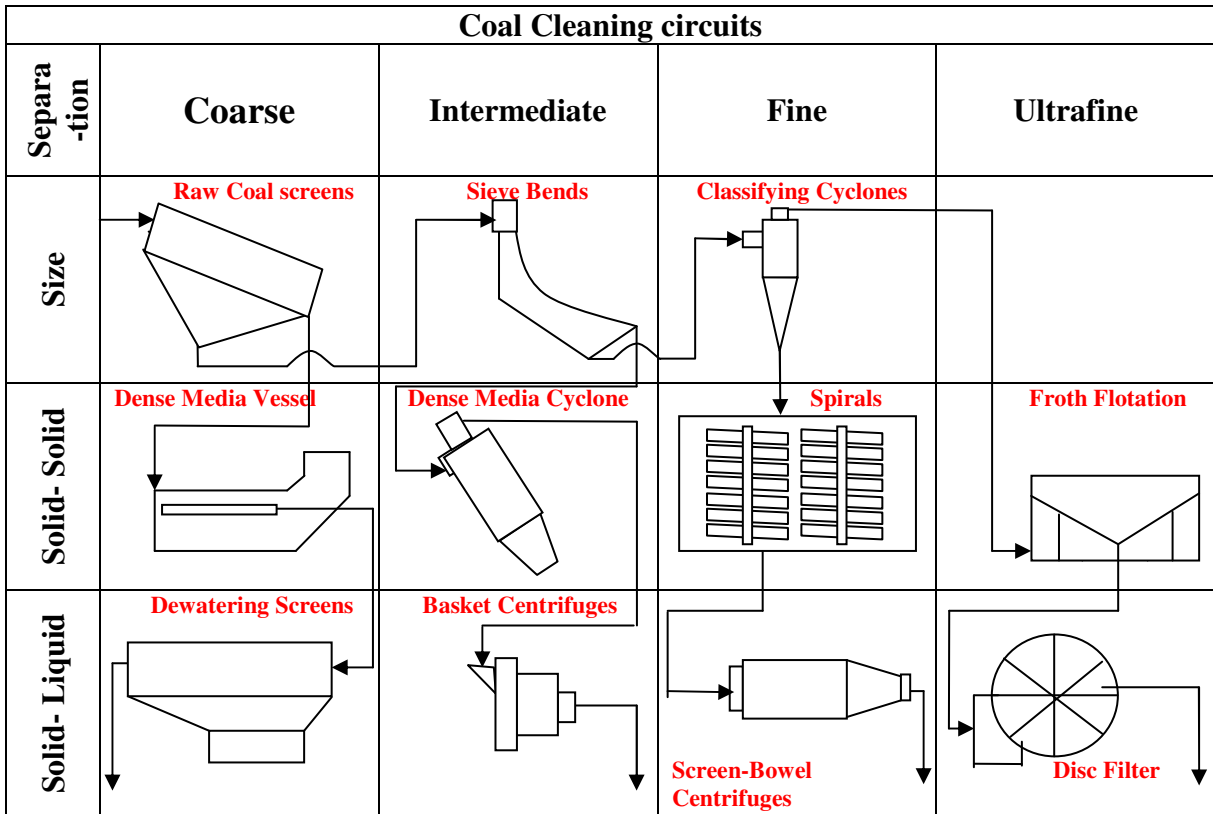 Coal Cleaning circuits
Separa
-tion
Coarse
Intermediate
Fine
Ultrafine
Size
Raw Coal screens
Sieve Bends
Classifying Cyclones
Solid- Solid
Dense Media Vessel
Dense Media Cyclone
Spirals
Froth Flotation
Solid- Liquid
Dewatering Screens
Basket Centrifuges
Screen-Bowel
Centrifuges
Disc Filter